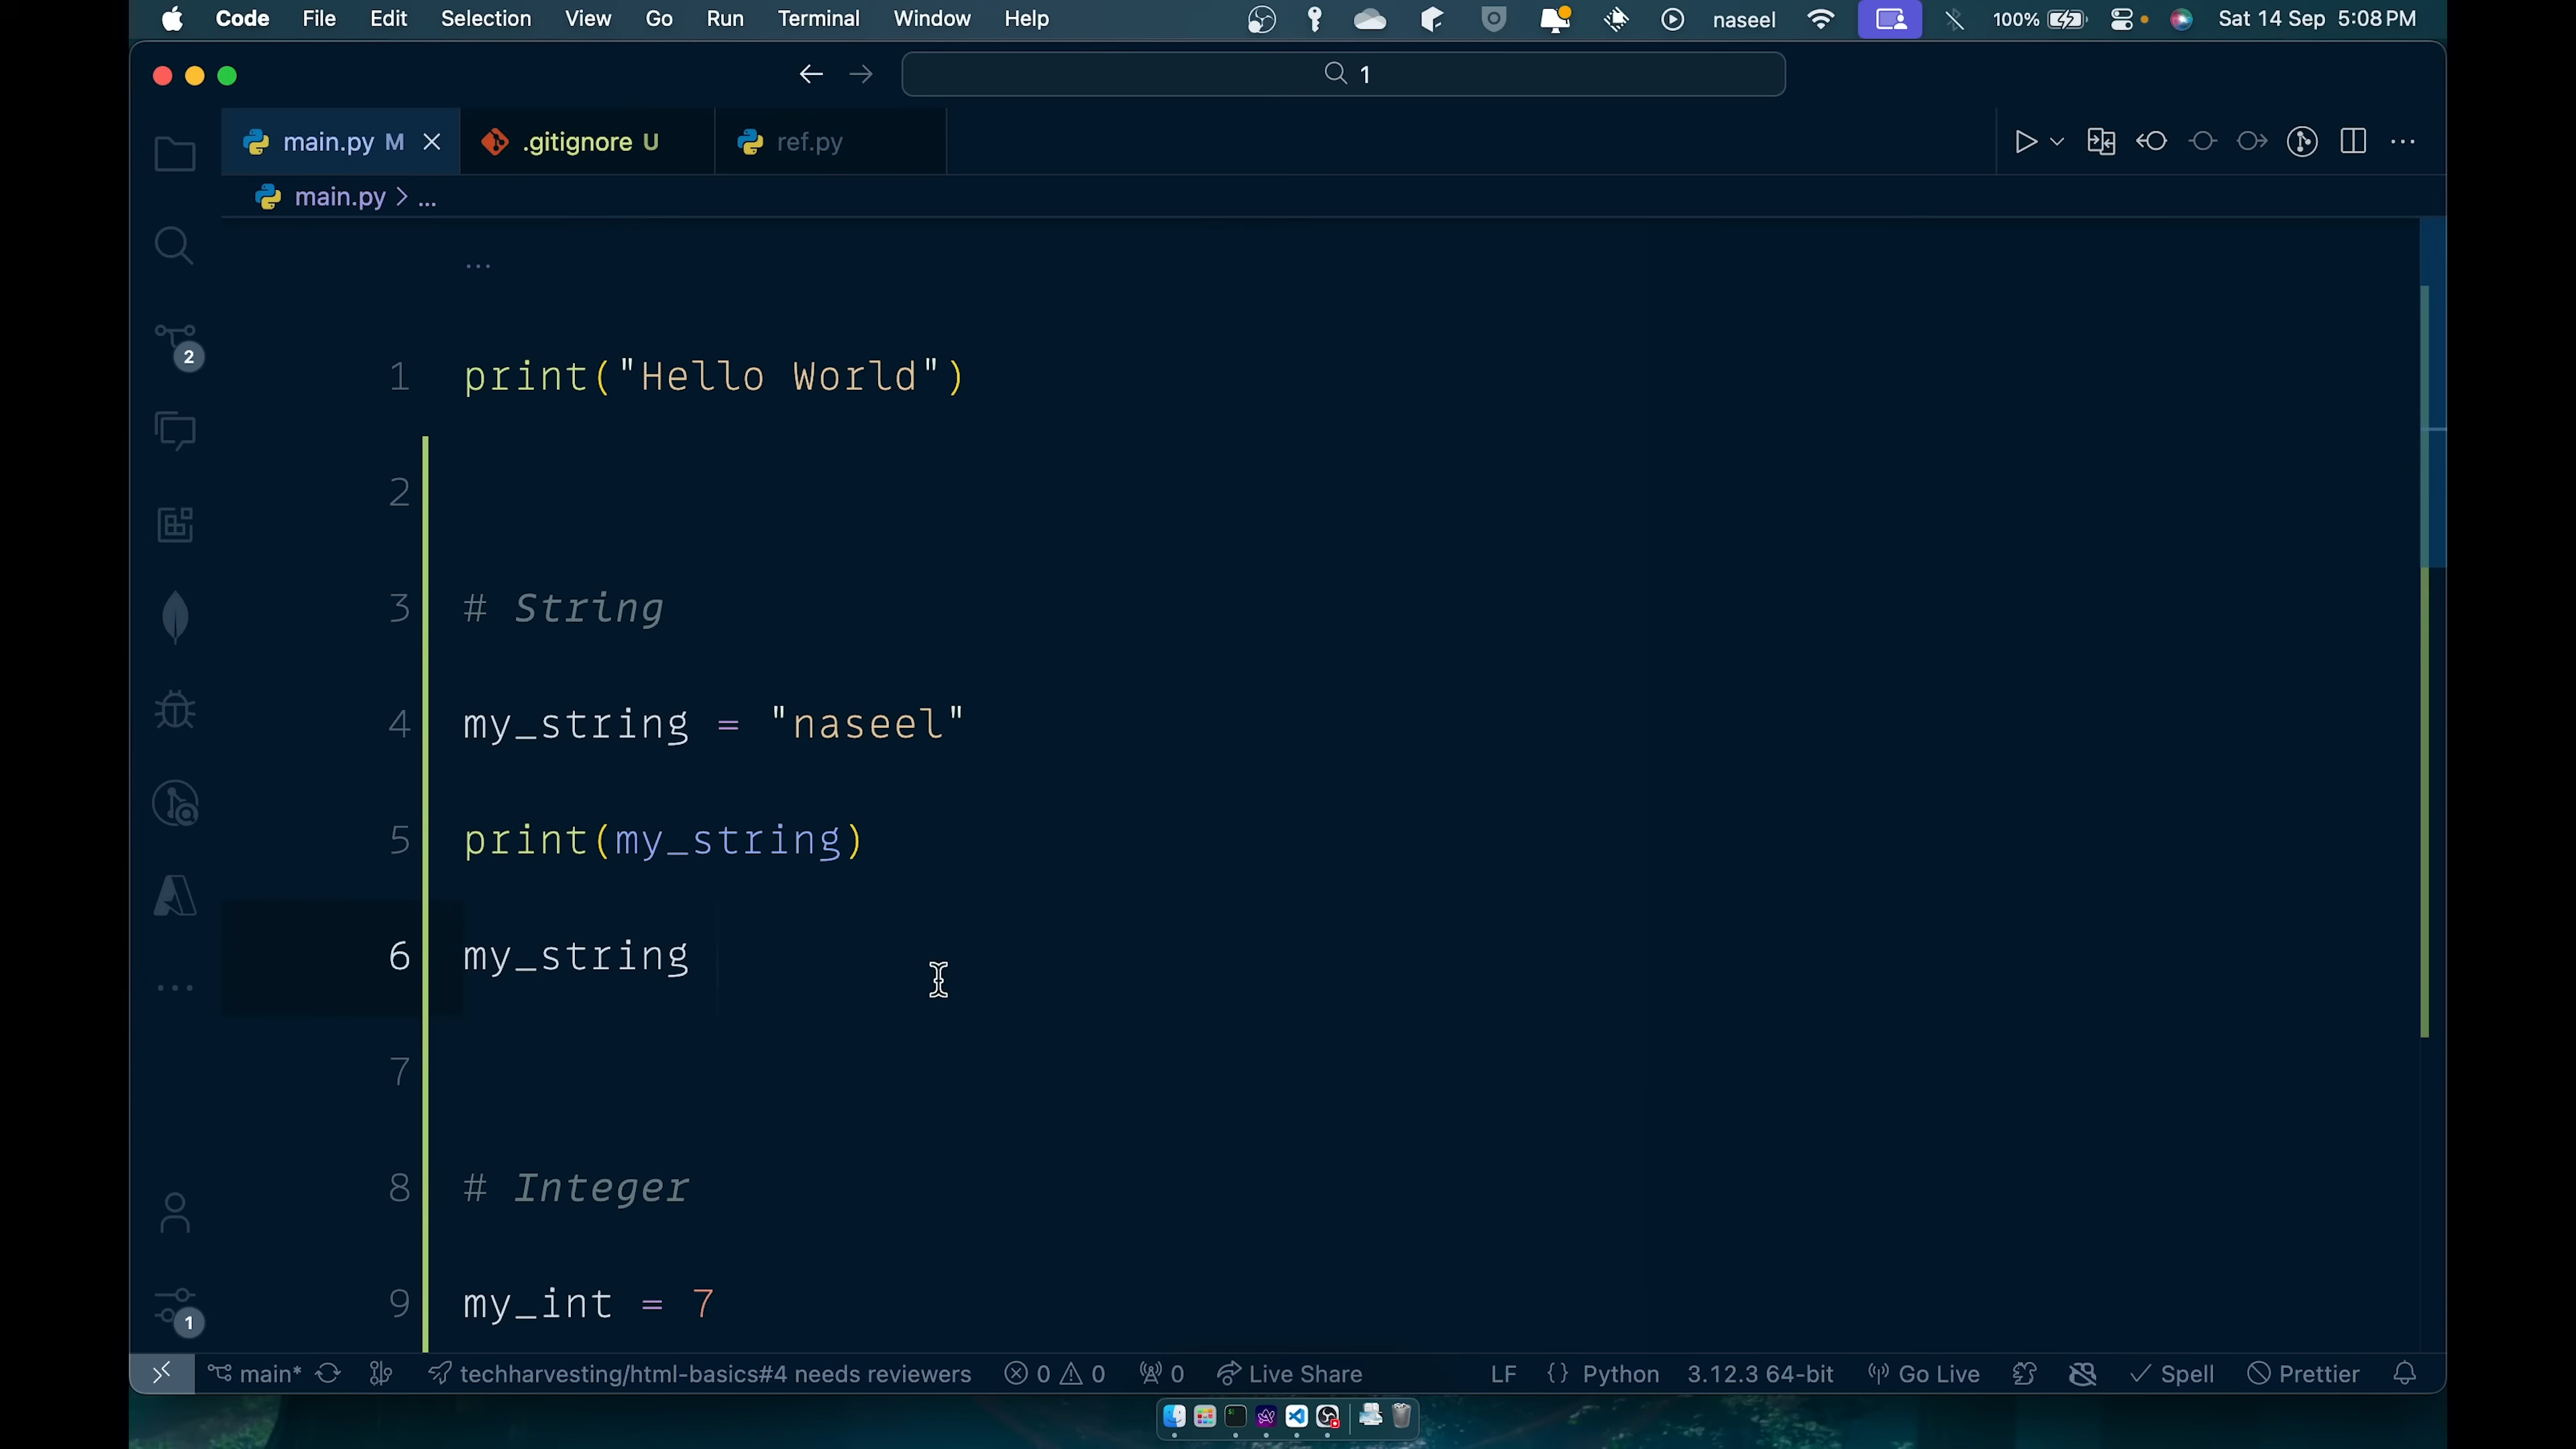 Code File Edit Selection View Go Run Terminal Window Help naseel 100% Sat 14 Sep 5:08 PM
1
main.py M .gitignore U ref.py
main.py > ...
...
1 print("Hello World")
2
2
3 # String
4 my_string = "naseel"
5 print(my_string)
6 my_string
7
8 # Integer
9 my_int = 7
1
main* techharvesting/html-basics#4 needs reviewers 0 0 0 Live Share LF {} Python 3.12.3 64-bit Go Live Spell Prettier